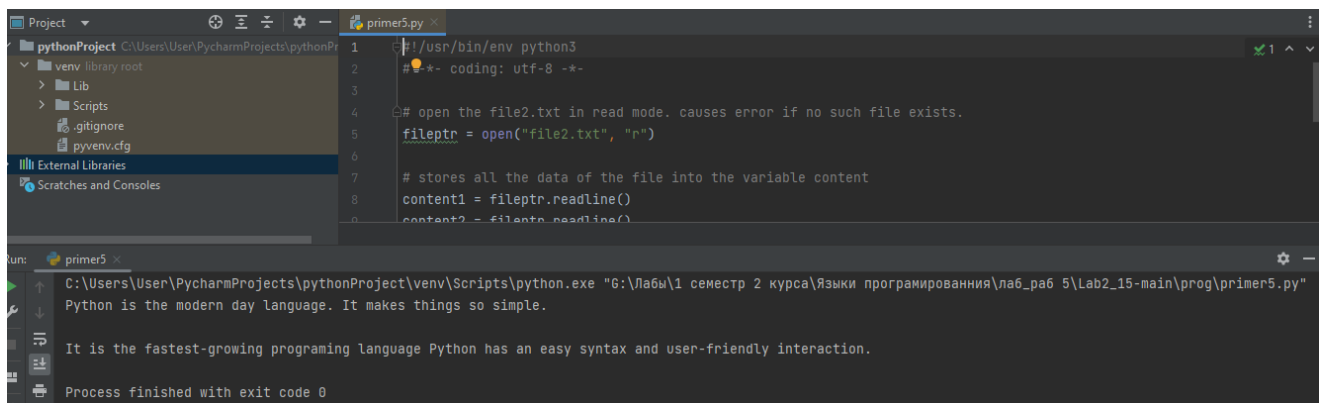 Project
primer5.py
pythonProject C:\Users\User\PycharmProjects\pythonPr
venv library root
Lib
Scripts
.gitignore
pyvenv.cfg
External Libraries
Scratches and Consoles
1 #!/usr/bin/env python3
2 # -*- coding: utf-8 -*-
3
4 # open the file2.txt in read mode. causes error if no such file exists.
5 fileptr = open("file2.txt", "r")
6
7 # stores all the data of the file into the variable content
8 content1 = fileptr.readline()
9 content2 = fileptr.readline()
1
Run: primer5
C:\Users\User\PycharmProjects\pythonProject\venv\Scripts\python.exe "G:\Лабы\1 семестр 2 курса\Языки програмированния\лаб_раб 5\Lab2_15-main\prog\primer5.py"
Python is the modern day language. It makes things so simple.
It is the fastest-growing programing language Python has an easy syntax and user-friendly interaction.
Process finished with exit code 0